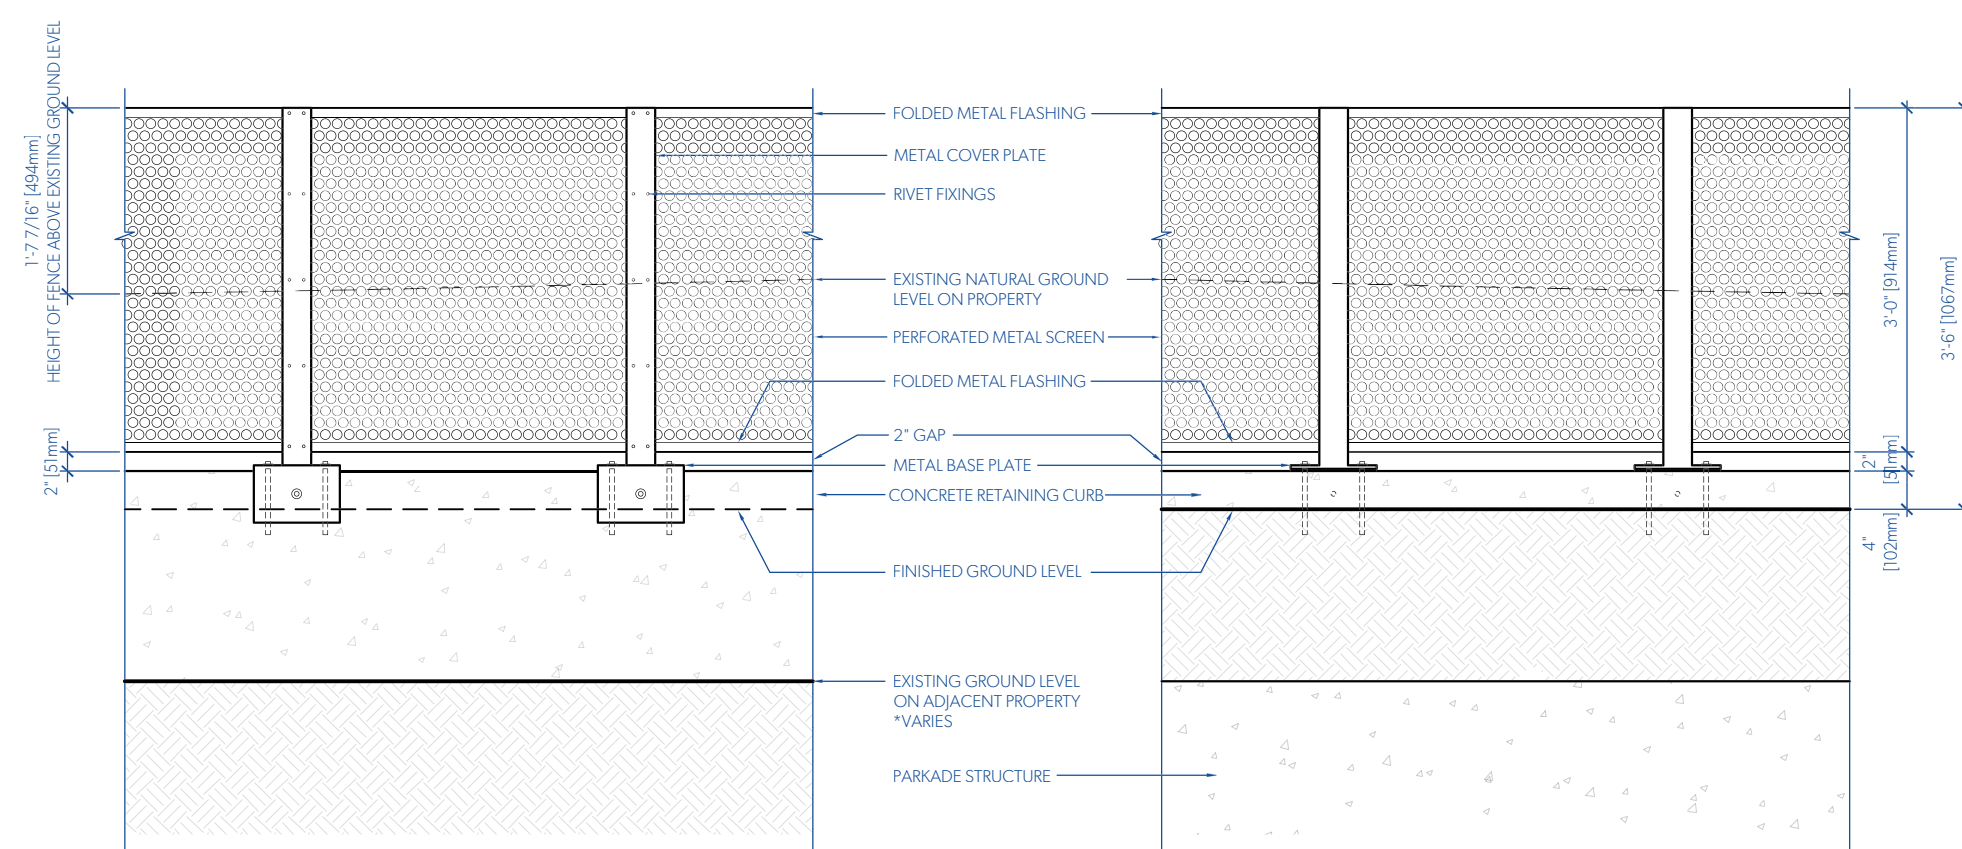 HEIGHT OF FENCE ABOVE EXISTING GROUND LEVEL
1'-7 7/16" [494mm]
2" [51mm]
FOLDED METAL FLASHING
METAL COVER PLATE
RIVET FIXINGS
EXISTING NATURAL GROUND
LEVEL ON PROPERTY
PERFORATED METAL SCREEN
FOLDED METAL FLASHING
2" GAP
METAL BASE PLATE
CONCRETE RETAINING CURB
FINISHED GROUND LEVEL
EXISTING GROUND LEVEL
ON ADJACENT PROPERTY
*VARIES
PARKADE STRUCTURE
3'-0" [914mm]
3'-6" [1067mm]
2"
[51mm]
4"
[102mm]